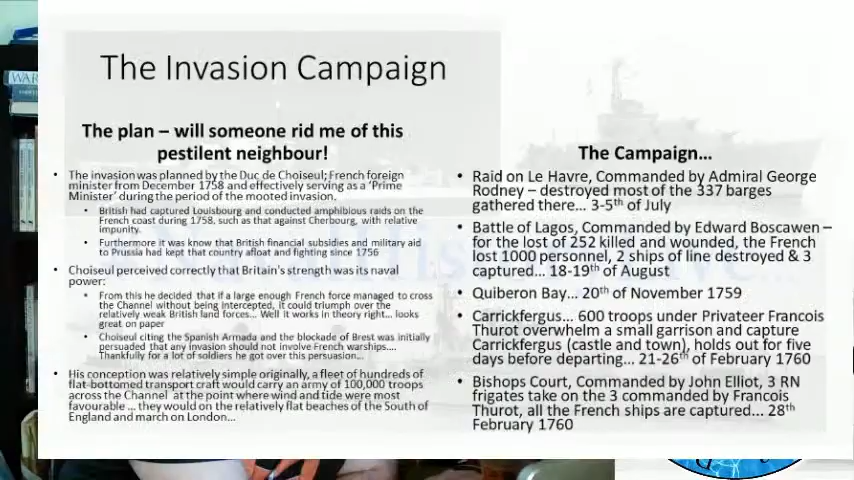 The Invasion Campaign
The plan – will someone rid me of this
pestilent neighbour!
• The invasion was planned by the Duc de Choiseul; French foreign
minister from December 1758 and effectively serving as a 'Prime
Minister' during the period of the mooted invasion.
• British had captured Louisbourg and conducted amphibious raids on the
French coast during 1758, such as that against Cherbourg, with relative
impunity.
• Furthermore it was know that British financial subsidies and military aid
to Prussia had kept that country afloat and fighting since 1756
• Choiseul perceived correctly that Britain's strength was its naval
power:
• From this he decided that if a large enough French force managed to cross
the Channel without being intercepted, it could triumph over the
relatively weak British land forces... Well it works in theory right... looks
great on paper
• Choiseul citing the Spanish Armada and the blockade of Brest was initially
persuaded that any invasion should not involve French warships....
Thankfully for a lot of soldiers he got over this persuasion...
• His conception was relatively simple originally, a fleet of hundreds of
flat-bottomed transport craft would carry an army of 100,000 troops
across the Channel at the point where wind and tide were most
favourable ... they would on the relatively flat beaches of the South of
England and march on London...
The Campaign...
• Raid on Le Havre, Commanded by Admiral George
Rodney – destroyed most of the 337 barges
gathered there... 3-5th of July
• Battle of Lagos, Commanded by Edward Boscawen –
for the lost of 252 killed and wounded, the French
lost 1000 personnel, 2 ships of line destroyed & 3
captured... 18-19th of August
• Quiberon Bay... 20th of November 1759
• Carrickfergus... 600 troops under Privateer Francois
Thurot overwhelm a small garrison and capture
Carrickfergus (castle and town), holds out for five
days before departing... 21-26th of February 1760
• Bishops Court, Commanded by John Elliot, 3 RN
frigates take on the 3 commanded by Francois
Thurot, all the French ships are captured... 28th
February 1760
WAR